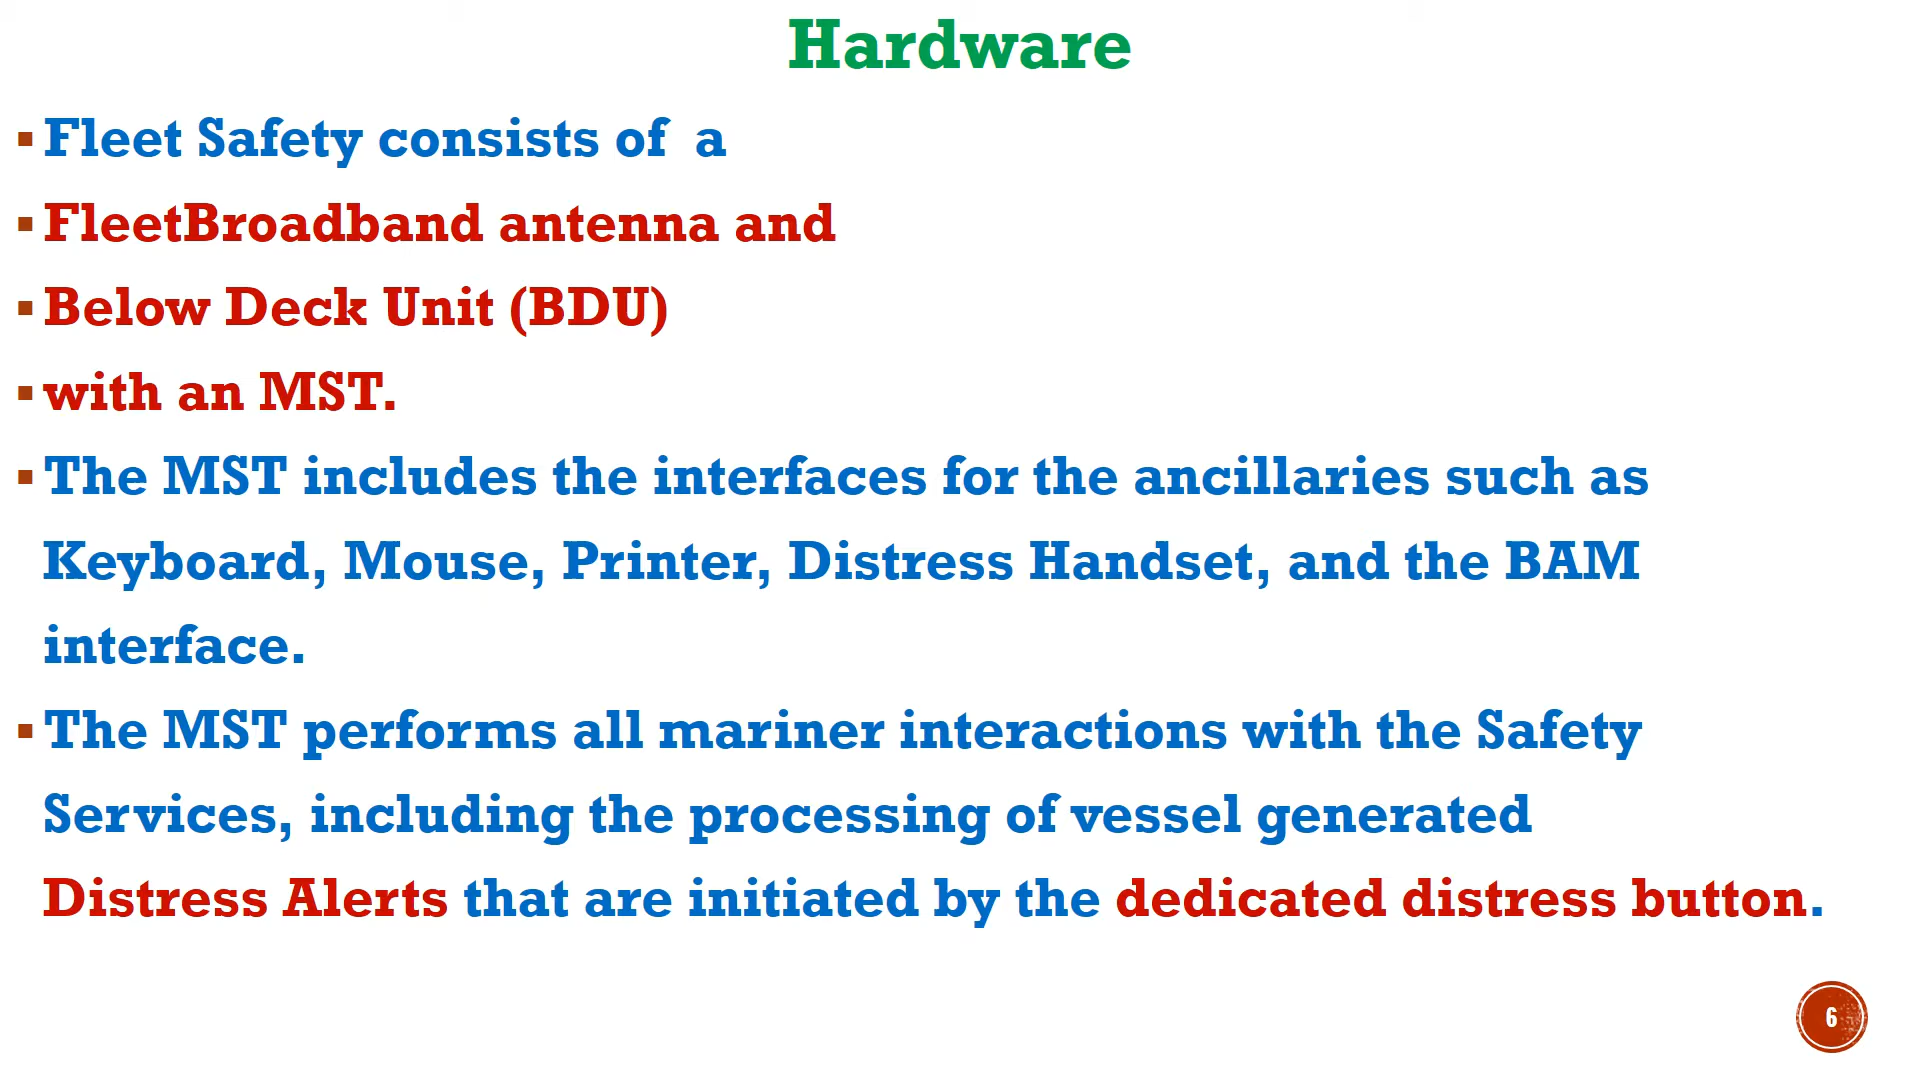 Hardware
▪ Fleet Safety consists of  a
▪ FleetBroadband antenna and
▪ Below Deck Unit (BDU)
▪ with an MST.
▪ The MST includes the interfaces for the ancillaries such as
Keyboard, Mouse, Printer, Distress Handset, and the BAM
interface.
▪ The MST performs all mariner interactions with the Safety
Services, including the processing of vessel generated
Distress Alerts that are initiated by the dedicated distress button.
6